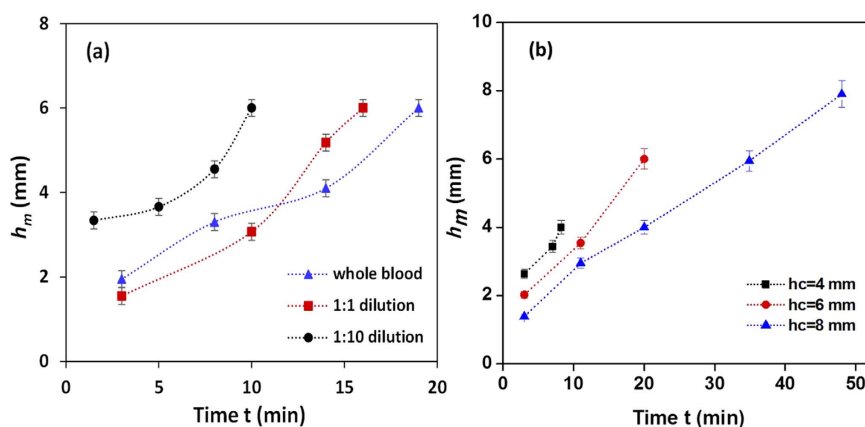 (a)
8
6
4
2
0
0 5 10 15 20
h_m (mm)
Time t (min)
whole blood
1:1 dilution
1:10 dilution
(b)
10
8
6
4
2
0
0 10 20 30 40 50
h_m (mm)
Time t (min)
hc=4 mm
hc=6 mm
hc=8 mm